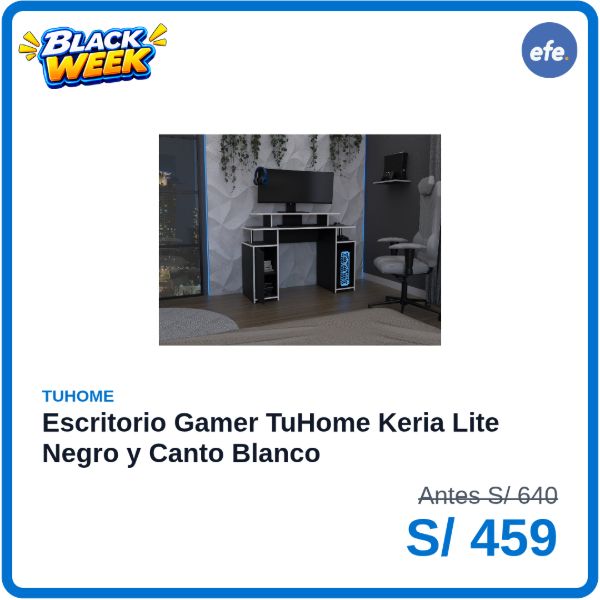 BLACK
WEEK
efe.
TUHOME
Escritorio Gamer TuHome Keria Lite
Negro y Canto Blanco
Antes S/ 640
S/ 459